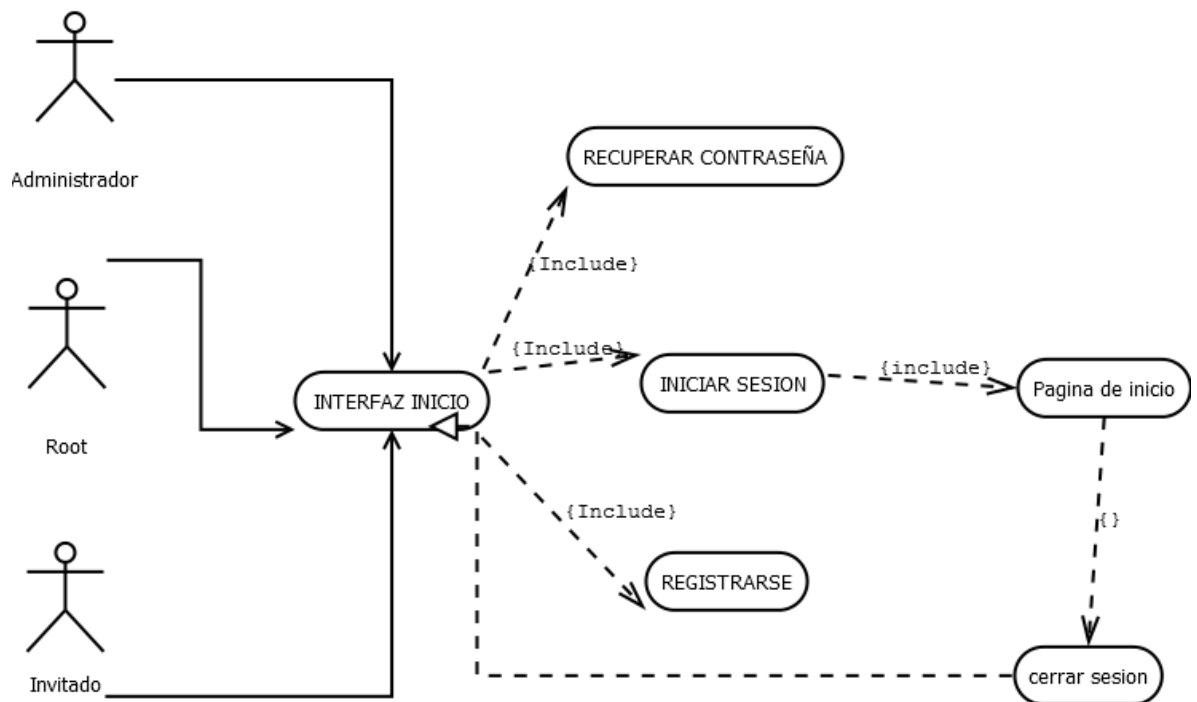 Administrador
RECUPERAR CONTRASEÑA
{Include}
{Include}
INICIAR SESION
{include}
Pagina de inicio
INTERFAZ INICIO
Root
{Include}
{}
REGISTRARSE
Invitado
cerrar sesion